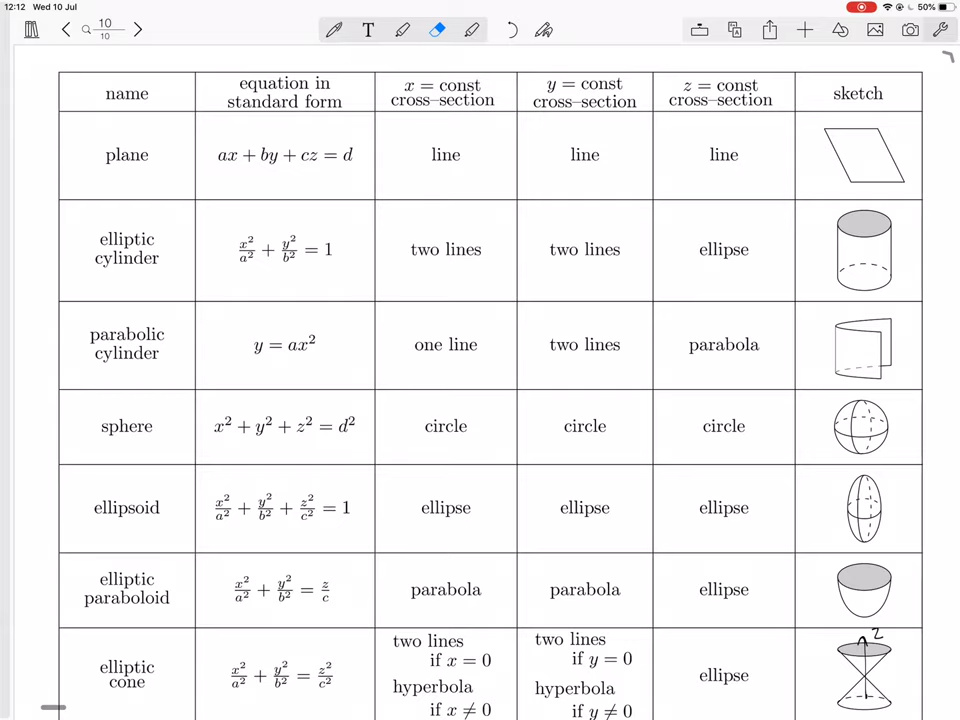 12:12 Wed 10 Jul
50%
10
10
T
name
equation in standard form
x = const cross–section
y = const cross–section
z = const cross–section
sketch
plane
ax + by + cz = d
line
line
line
elliptic cylinder
x²/a² + y²/b² = 1
two lines
two lines
ellipse
parabolic cylinder
y = ax²
one line
two lines
parabola
sphere
x² + y² + z² = d²
circle
circle
circle
ellipsoid
x²/a² + y²/b² + z²/c² = 1
ellipse
ellipse
ellipse
elliptic paraboloid
x²/a² + y²/b² = z/c
parabola
parabola
ellipse
elliptic cone
x²/a² + y²/b² = z²/c²
two lines
if x = 0
hyperbola
if x ≠ 0
two lines
if y = 0
hyperbola
if y ≠ 0
ellipse
z